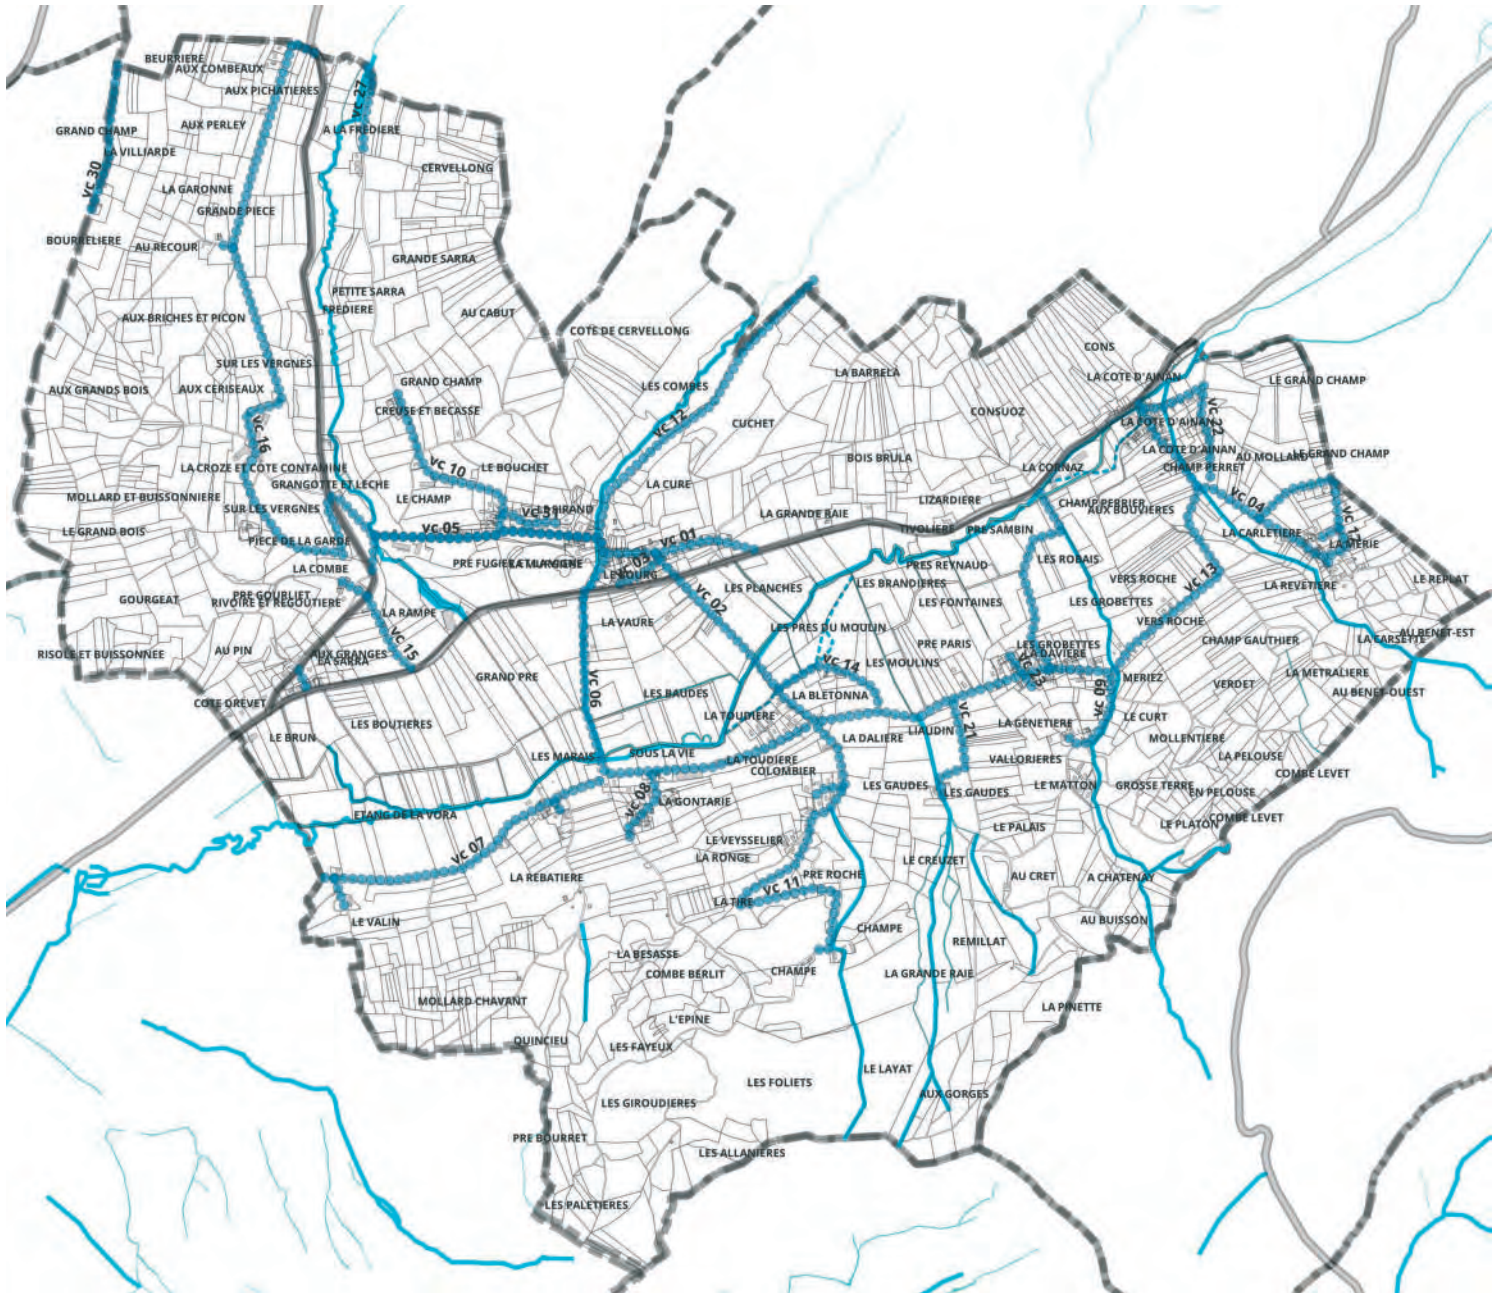 BEURRIERE
AUX COMBEAUX
AUX PICHATIERES
vc 27
GRAND CHAMP
AUX PERLEY
A LA FREDIERE
LA VILLIARDE
CERVELLONG
vc 30
LA GARONNE
GRANDE PIECE
BOURRELIERE
AU RECOUR
GRANDE SARRA
PETITE SARRA
FREDIERE
AUX BRICHES ET PICON
AU CABUT
COTE DE CERVELLONG
CONS
SUR LES VERGNES
LA BARRELA
AUX GRANDS BOIS
AUX CERISEAUX
GRAND CHAMP
LES COMBES
LA COTE D'AINAN
LE GRAND CHAMP
CREUSE ET BECASSE
CONSUOZ
vc 12
CUCHET
LA COTE D'AINAN
vc 22
vc 16
LA COTE D'AINAN
LE GRAND CHAMP
AU MOLLARD
BOIS BRULA
LA CROZE ET COTE CONTAMINE
vc 10
LE BOUCHET
LA CORNAZ
CHAMP PERRET
GRANGOTTE ET LECHE
LA CURE
MOLLARD ET BUISSONNIERE
LE CHAMP
LIZARDIERE
CHAMP PERRIER
vc 04
SUR LES VERGNES
vc 31
LA GRANDE RAIE
AUX BOUVIERES
LE GRAND BOIS
vc 05
TIVOLIERE
PRE SAMBIN
LA CARLETIERE
PIECE DE LA GARDE
vc 01
LA MERIE
LA COMBE
vc 03
LE BOURG
PRES REYNAUD
LES ROBAIS
VERS ROCHE
vc 13
LES PLANCHES
LES BRANDIERES
LA REVETIERE
LE REPLAT
GOURGEAT
PRE GOURLIET
RIVOIRE ET REGOUTIERE
vc 02
LES FONTAINES
LES GROBETTES
LA RAMPE
LA VAURE
LES PRES DU MOULIN
VERS ROCHE
AU BENET-EST
LA CARSETTE
RISOLE ET BUISSONNEE
AU PIN
AUX GRANGES
LA SARRA
vc 15
PRE PARIS
LES GROBETTES
LA DAVIERE
CHAMP GAUTHIER
LES MOULINS
vc 14
GRAND PRE
LES BAUDES
LA BLETONNA
MERIEZ
VERDET
LA METRALIERE
AU BENET-OUEST
COTE DREVET
vc 06
vc 09
LES BOUTIERES
LA TOUDIERE
vc 21
LA GENETIERE
LE CURT
LIAUDIN
LE BRUN
LA DALIERE
MOLLENTIERE
LES MARAIS
SOUS LA VIE
LA TOUDIERE
COLOMBIER
VALLORIERES
LA PELOUSE
COMBE LEVET
LES GAUDES
LES GAUDES
LE MATTON
GROSSE TERRE
EN PELOUSE
vc 08
LA GONTARIE
ETANG DE LA VORA
COMBE LEVET
LE PLATON
LE PALAIS
LE VEYSSELIER
vc 07
LA RONGE
LE CREUZET
LA REBATIERE
PRE ROCHE
AU CRET
A CHATENAY
vc 11
LA TIRE
LE VALIN
AU BUISSON
CHAMPE
REMILLAT
LA BESASSE
COMBE BERLIT
CHAMPE
LA GRANDE RAIE
MOLLARD CHAVANT
LA PINETTE
L'EPINE
QUINCIEU
LES FAYEUX
LES FOLIETS
LE LAYAT
AUX GORGES
LES GIROUDIERES
PRE BOURRET
LES ALLANIERES
LES PALETIERES